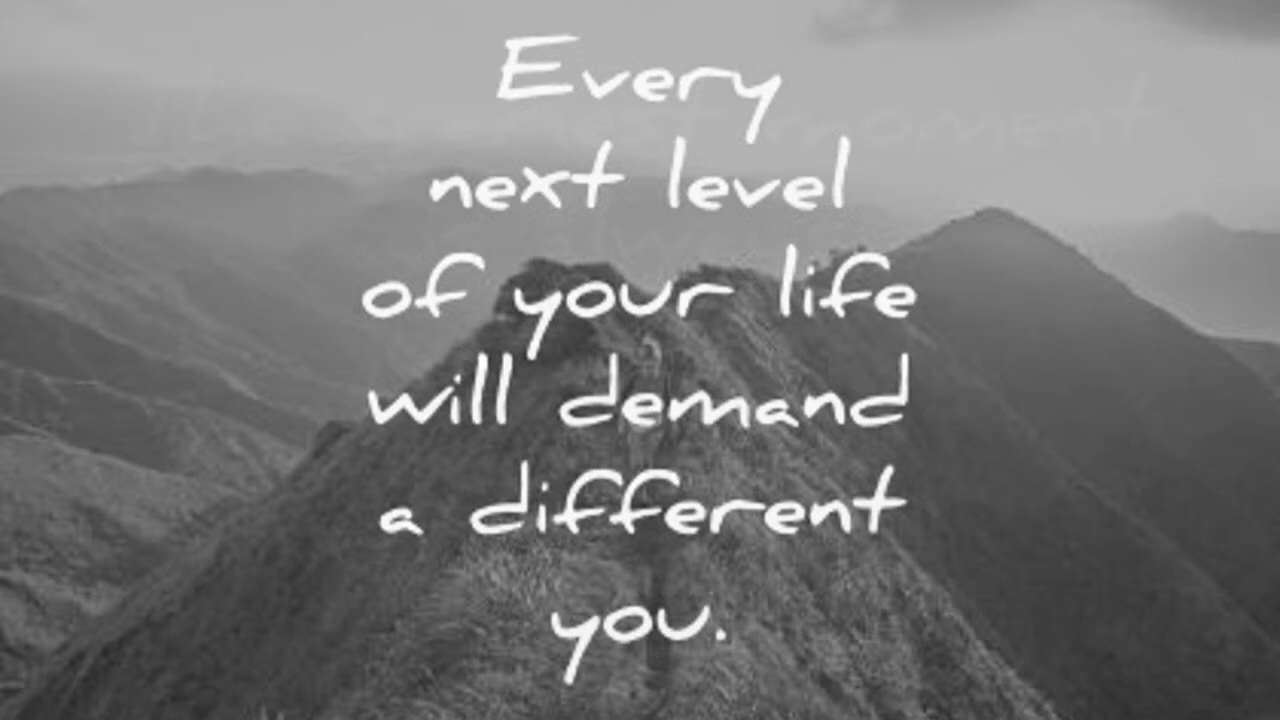 Every
next level
of your life
will demand
a different
you.